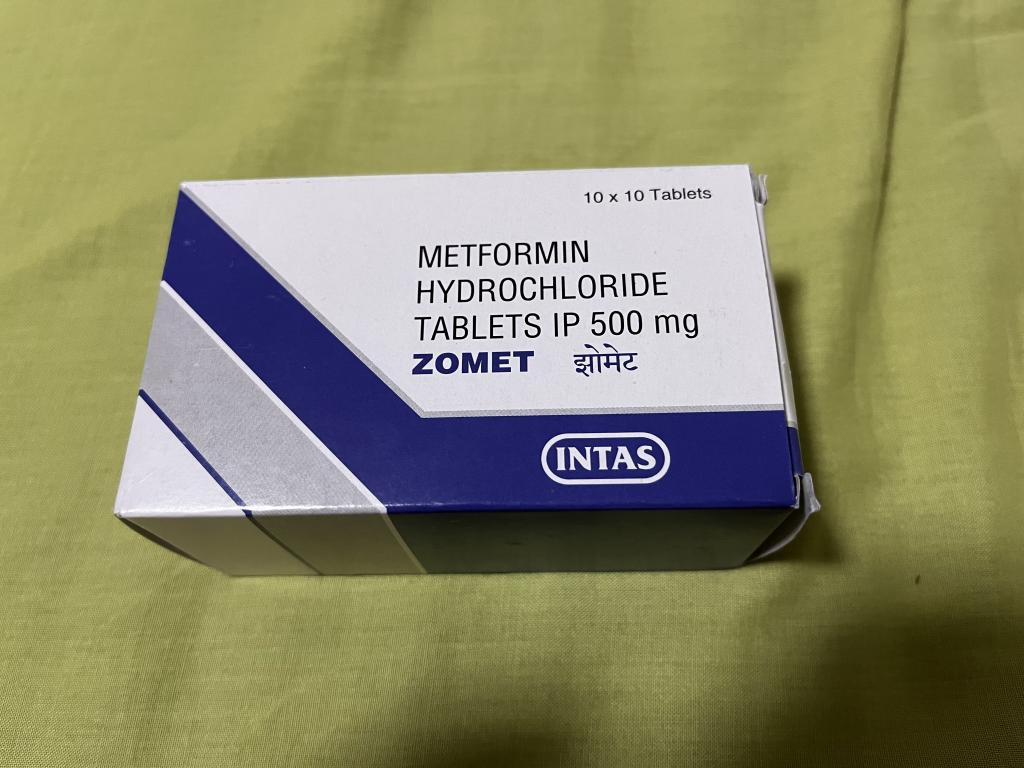 10 x 10 Tablets
METFORMIN
HYDROCHLORIDE
TABLETS IP 500 mg
ZOMET झोमेट
INTAS